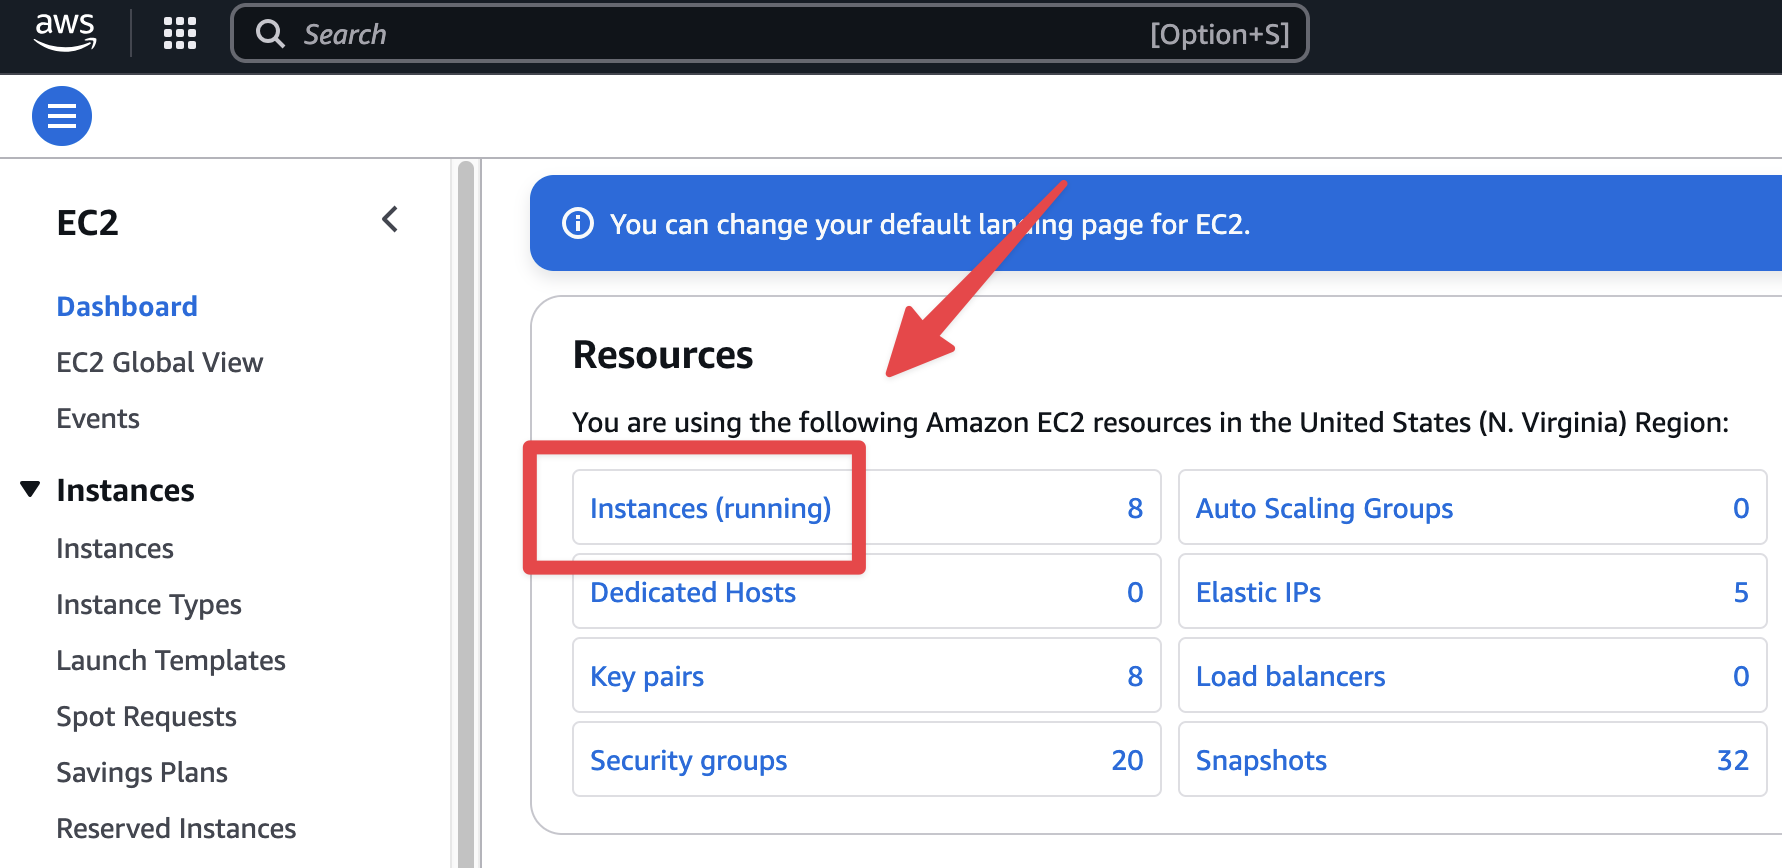 aws
Search [Option+S]
EC2
Dashboard
EC2 Global View
Events
Instances
Instances
Instance Types
Launch Templates
Spot Requests
Savings Plans
Reserved Instances
You can change your default landing page for EC2.
Resources
You are using the following Amazon EC2 resources in the United States (N. Virginia) Region:
Instances (running) 8
Auto Scaling Groups 0
Dedicated Hosts 0
Elastic IPs 5
Key pairs 8
Load balancers 0
Security groups 20
Snapshots 32